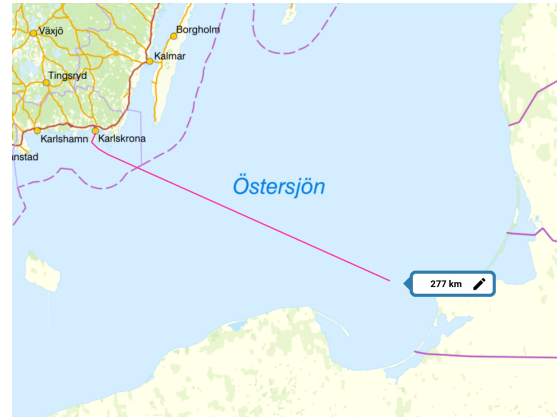 Borgholm
Växjö
Kalmar
Tingsryd
Karlshamn
Karlskrona
nstad
Östersjön
277 km